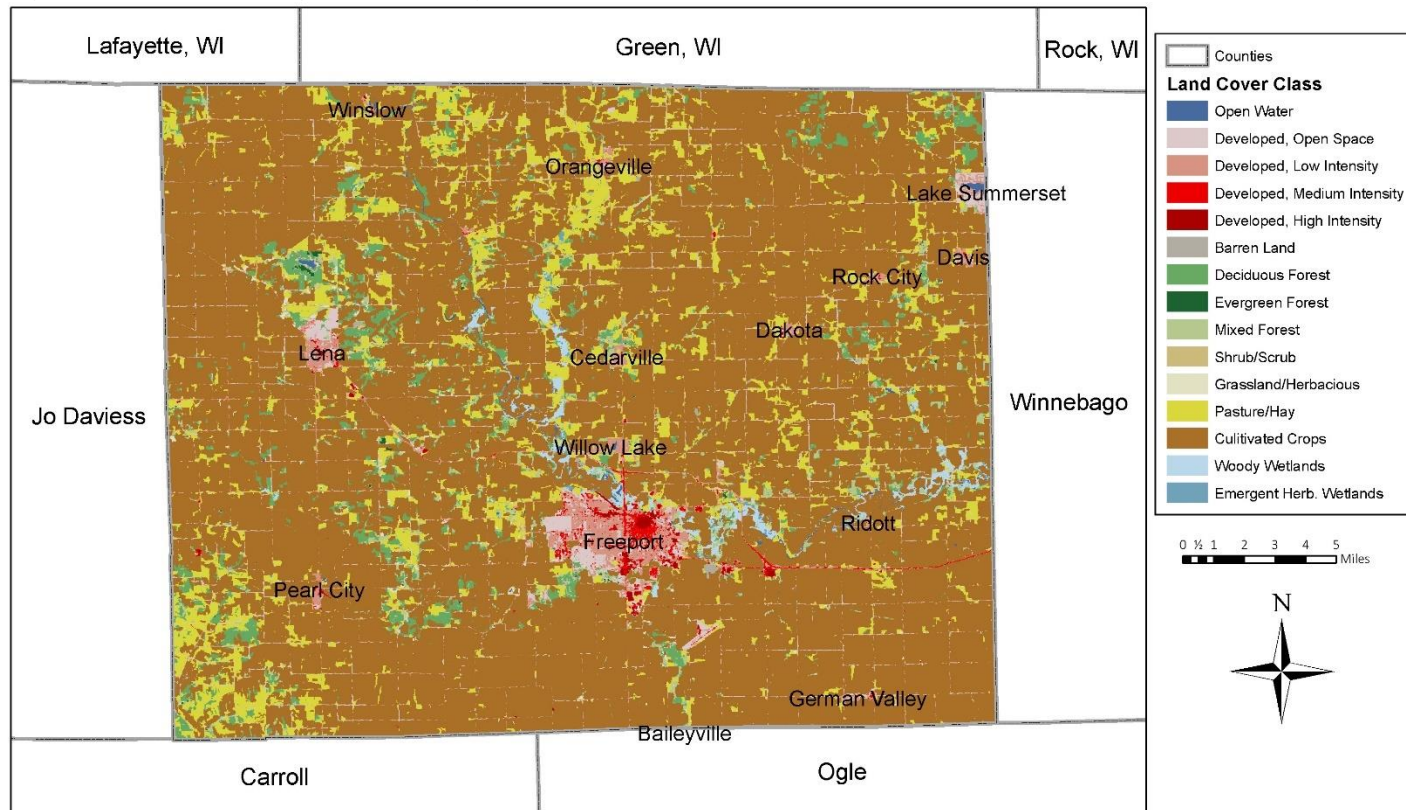 Lafayette, WI
Green, WI
Rock, WI
Winslow
Orangeville
Lake Summerset
Davis
Rock City
Dakota
Lena
Cedarville
Jo Daviess
Winnebago
Willow Lake
Ridott
Freeport
Pearl City
German Valley
Baileyville
Carroll
Ogle
Counties
Land Cover Class
Open Water
Developed, Open Space
Developed, Low Intensity
Developed, Medium Intensity
Developed, High Intensity
Barren Land
Deciduous Forest
Evergreen Forest
Mixed Forest
Shrub/Scrub
Grassland/Herbacious
Pasture/Hay
Culitivated Crops
Woody Wetlands
Emergent Herb. Wetlands
0 ½ 1 2 3 4 5
Miles
N